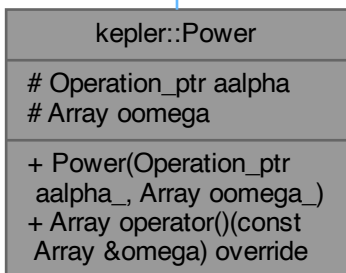 kepler::Power
# Operation_ptr aalpha
# Array oomega
+ Power(Operation_ptr
aalpha_, Array oomega_)
+ Array operator()(const
Array &omega) override